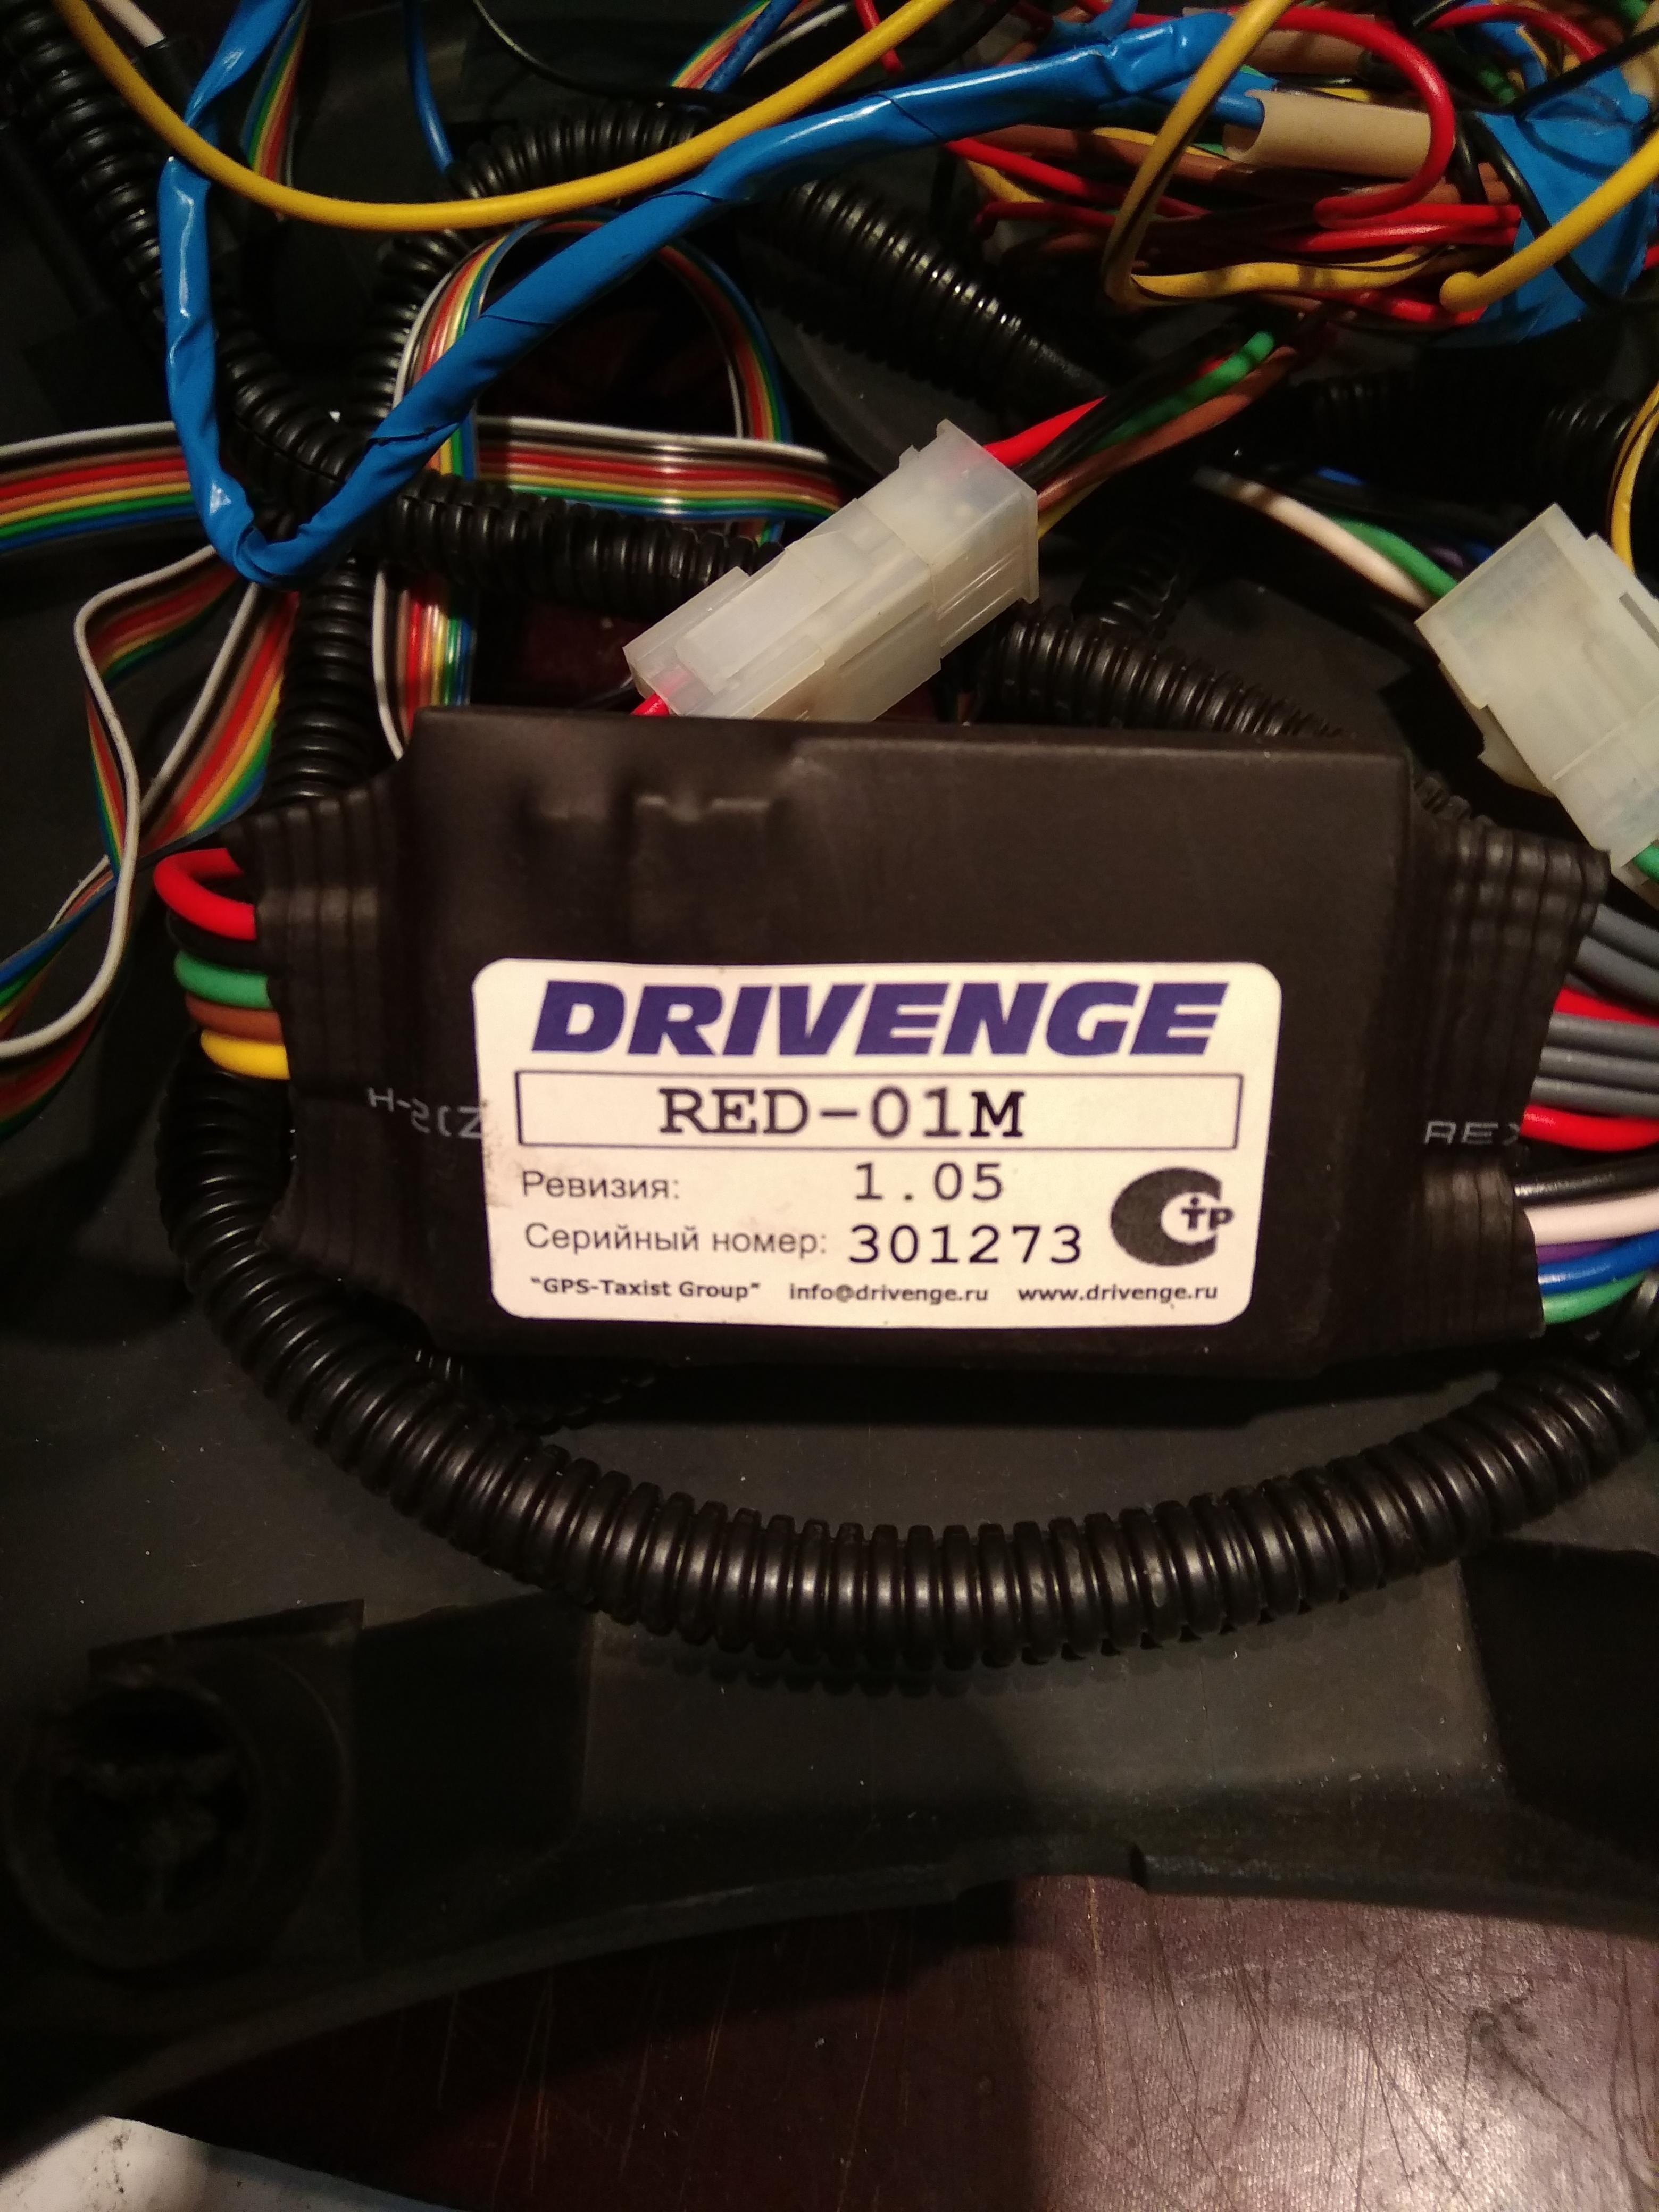 DRIVENGE
RED-01M
Ревизия: 1.05
Серийный номер: 301273
"GPS-Taxist Group" info@drivenge.ru www.drivenge.ru